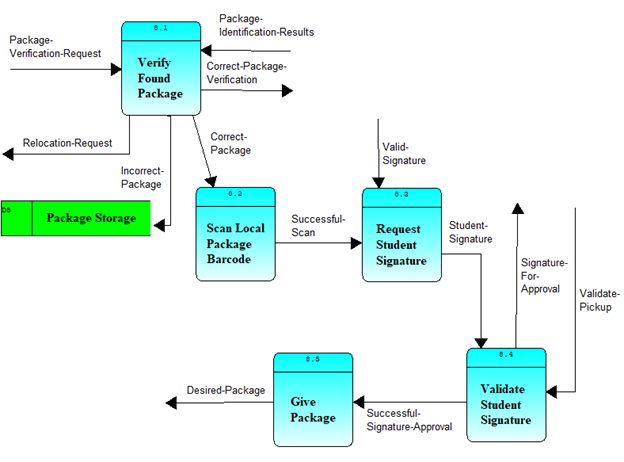 8.1
Verify
Found
Package
Package-
Verification-Request
Package-
Identification-Results
Correct-Package-
Verification
Relocation-Request
Incorrect-
Package
Correct-
Package
D8
Package Storage
8.2
Scan Local
Package
Barcode
Successful-
Scan
Valid-
Signature
8.3
Request
Student
Signature
Student-
Signature
Signature-
For-
Approval
Validate-
Pickup
8.4
Validate
Student
Signature
Successful-
Signature-Approval
8.5
Give
Package
Desired-Package